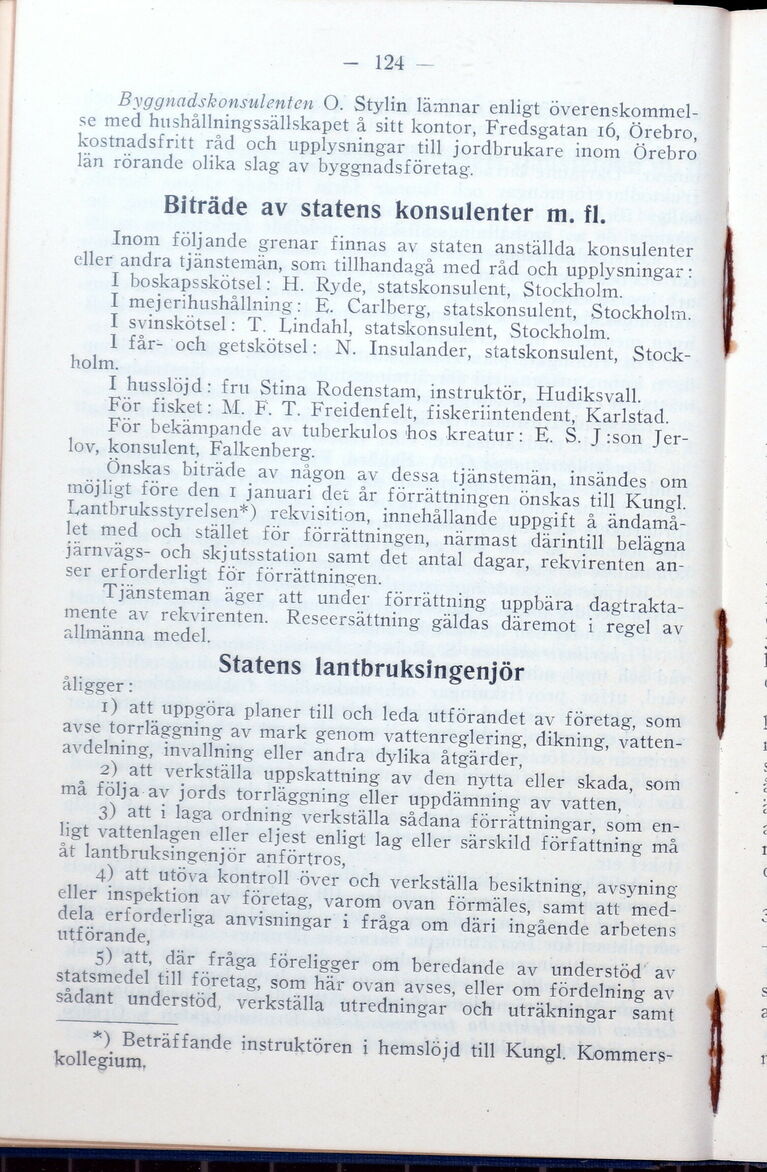 – 124 —
Byggnadskonsulenten O. Stylin lämnar enligt överenskommel-
se med hushållningssällskapet å sitt kontor, Fredsgatan 16, Örebro,
kostnadsfritt råd och upplysningar till jordbrukare inom Örebro
län rörande olika slag av byggnadsföretag.
Biträde av statens konsulenter m. fl.
Inom följande grenar finnas av staten anställda konsulenter
eller andra tjänstemän, som tillhandagå med råd och upplysningar:
I boskapsskötsel: H. Ryde, statskonsulent, Stockholm.
I mejerihushållning: E. Carlberg, statskonsulent, Stockholm.
I svinskötsel: T. Lindahl, statskonsulent, Stockholm.
I får- och getskötsel: N. Insulander, statskonsulent, Stock-
holm.
I husslöjd: fru Stina Rodenstam, instruktör, Hudiksvall.
För fisket: M. F. T. Freidenfelt, fiskeriintendent, Karlstad.
För bekämpande av tuberkulos hos kreatur: E. S. J:son Jer-
lov, konsulent, Falkenberg.
Önskas biträde av någon av dessa tjänstemän, insändes om
möjligt före den 1 januari det år förrättningen önskas till Kungl.
Lantbruksstyrelsen*) rekvisition, innehållande uppgift å ändamå-
let med och stället för förrättningen, närmast därintill belägna
järnvägs- och skjutsstation samt det antal dagar, rekvirenten an-
ser erforderligt för förrättningen.
Tjänsteman äger att under förrättning uppbära dagtrakta-
mente av rekvirenten. Reseersättning gäldas däremot i regel av
allmänna medel.
Statens lantbruksingenjör
åligger:
1) att uppgöra planer till och leda utförandet av företag, som
avse torrläggning av mark genom vattenreglering, dikning, vatten-
avdelning, invallning eller andra dylika åtgärder,
2) att verkställa uppskattning av den nytta eller skada, som
må följa av jords torrläggning eller uppdämning av vatten,
3) att i laga ordning verkställa sådana förrättningar, som en-
ligt vattenlagen eller eljest enligt lag eller särskild författning må
åt lantbruksingenjör anförtros,
4) att utöva kontroll över och verkställa besiktning, avsyning
eller inspektion av företag, varom ovan förmäles, samt att med-
dela erforderliga anvisningar i fråga om däri ingående arbetens
utförande,
5) att, där fråga föreligger om beredande av understöd av
statsmedel till företag, som här ovan avses, eller om fördelning av
sådant understöd, verkställa utredningar och uträkningar samt
*) Beträffande instruktören i hemslöjd till Kungl. Kommers-
kollegium.